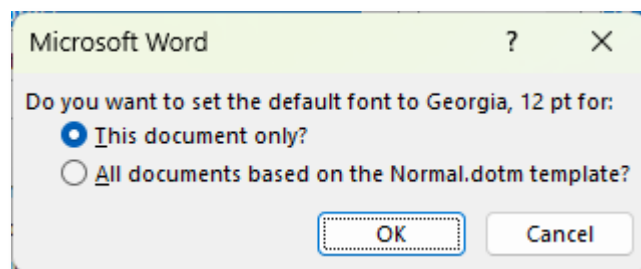 Microsoft Word ?
Do you want to set the default font to Georgia, 12 pt for:
This document only?
All documents based on the Normal.dotm template?
OK Cancel